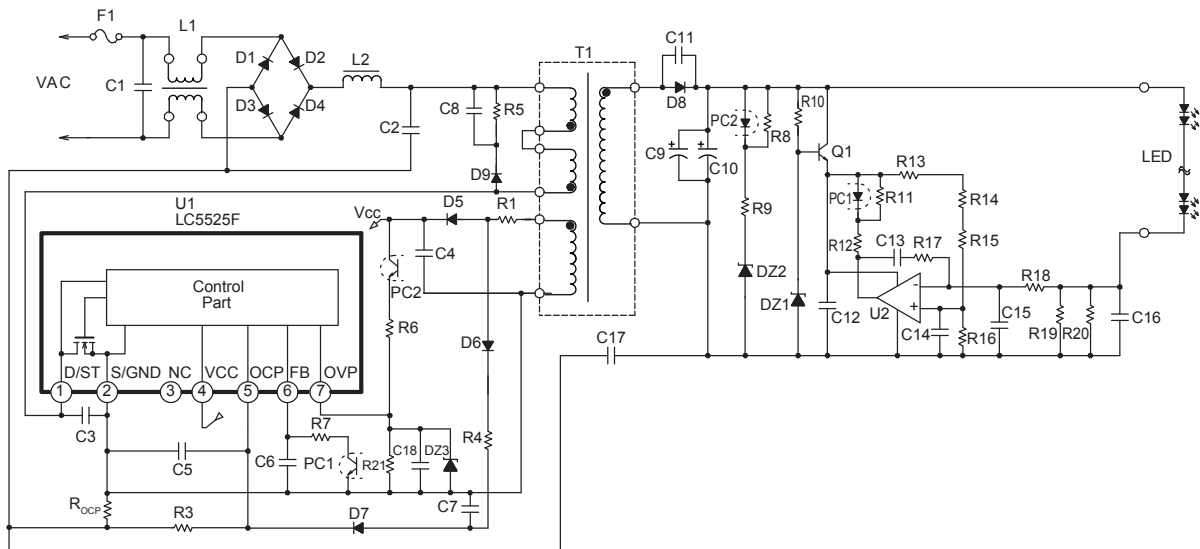 F1
L1
C11
T1
D1
D2
L2
VAC
C1
D8
R10
C8
R5
PC2
R8
D3
D4
C2
C9
C10
Q1
LED
R13
D9
PC1
R11
R14
U1
LC5525F
Vcc
D5
R1
R9
R12
C13
R17
R15
C4
DZ2
Control
Part
PC2
R18
DZ1
U2
-
+
C12
R6
C14
R16
C15
R19
R20
C16
D6
C17
D/ST
S/GND
NC
VCC
OCP
FB
OVP
1
2
3
4
5
6
7
C3
R7
R4
C5
C6
PC1
R21
C18
DZ3
ROCP
R3
D7
C7